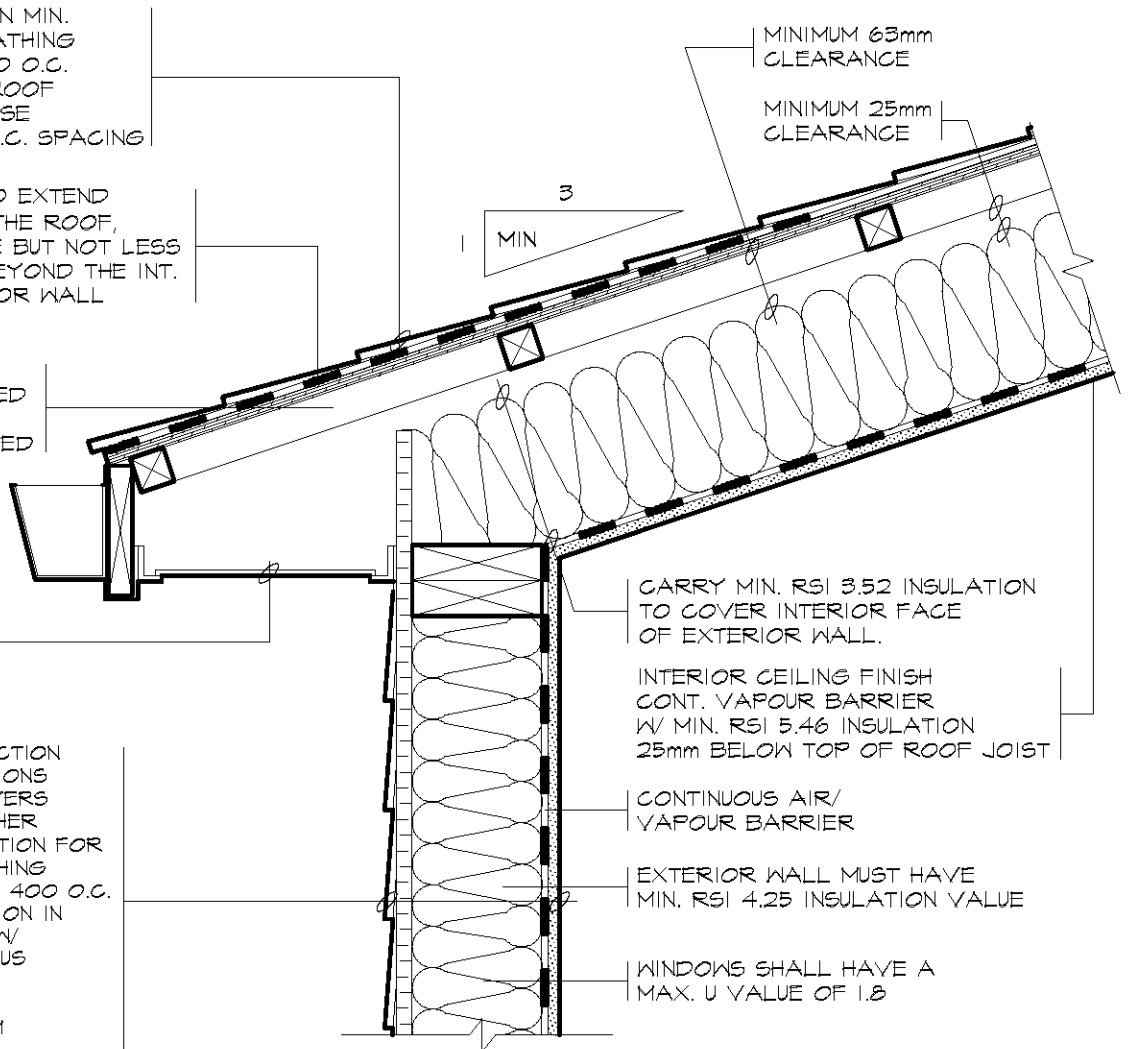 N MIN.
ATHING
O O.C.
ROOF
SE
.C. SPACING
MINIMUM 63mm
CLEARANCE
MINIMUM 25mm
CLEARANCE
O EXTEND
THE ROOF,
E BUT NOT LESS
EYOND THE INT.
OR WALL
3
1
MIN
ED
ED
CARRY MIN. RSI 3.52 INSULATION
TO COVER INTERIOR FACE
OF EXTERIOR WALL.
INTERIOR CEILING FINISH
CONT. VAPOUR BARRIER
W/ MIN. RSI 5.46 INSULATION
25mm BELOW TOP OF ROOF JOIST
CTION
ONS
YERS
HER
TION FOR
HING
400 O.C.
ON IN
W/
US
CONTINUOUS AIR/
VAPOUR BARRIER
EXTERIOR WALL MUST HAVE
MIN. RSI 4.25 INSULATION VALUE
WINDOWS SHALL HAVE A
MAX. U VALUE OF 1.8